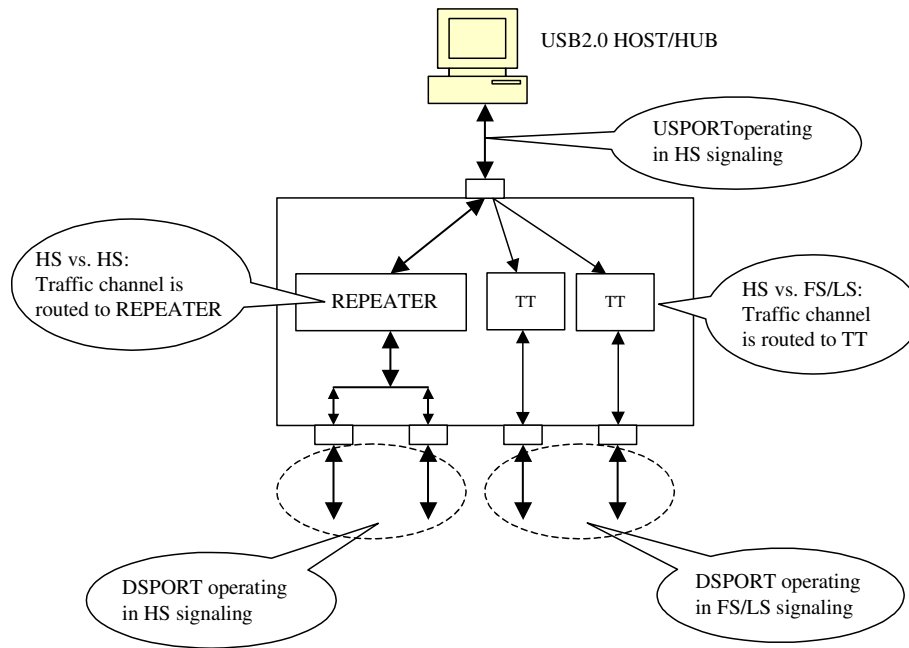 USB2.0 HOST/HUB
USPORToperating
in HS signaling
HS vs. HS:
Traffic channel is
routed to REPEATER
REPEATER
TT
TT
HS vs. FS/LS:
Traffic channel
is routed to TT
DSPORT operating
in HS signaling
DSPORT operating
in FS/LS signaling